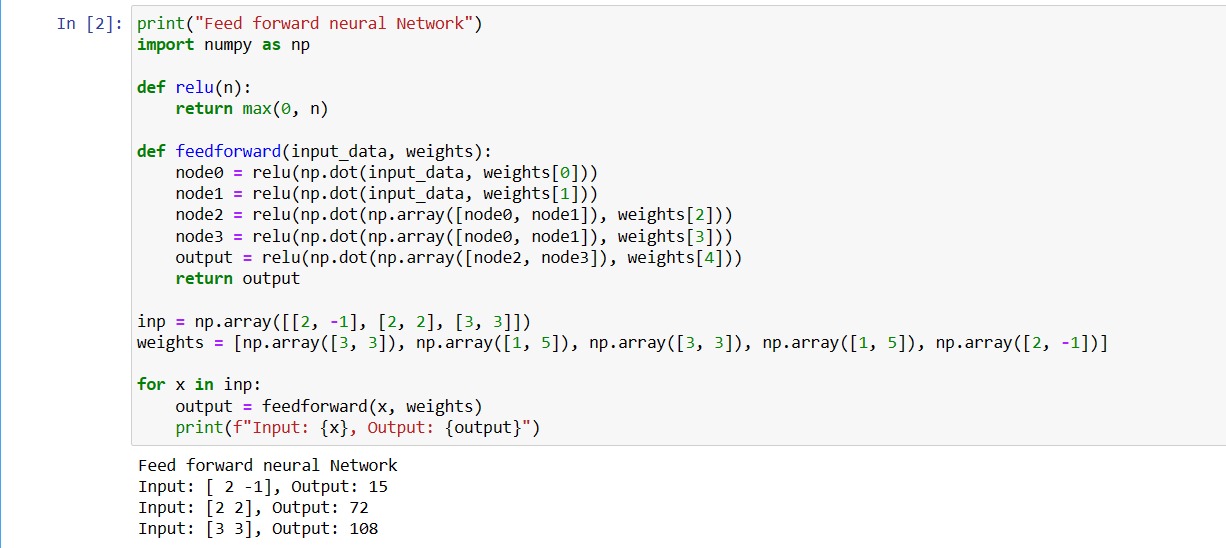 In [2]: print("Feed forward neural Network")
import numpy as np
def relu(n):
    return max(0, n)
def feedforward(input_data, weights):
    node0 = relu(np.dot(input_data, weights[0]))
    node1 = relu(np.dot(input_data, weights[1]))
    node2 = relu(np.dot(np.array([node0, node1]), weights[2]))
    node3 = relu(np.dot(np.array([node0, node1]), weights[3]))
    output = relu(np.dot(np.array([node2, node3]), weights[4]))
    return output
inp = np.array([[2, -1], [2, 2], [3, 3]])
weights = [np.array([3, 3]), np.array([1, 5]), np.array([3, 3]), np.array([1, 5]), np.array([2, -1])]
for x in inp:
    output = feedforward(x, weights)
    print(f"Input: {x}, Output: {output}")
Feed forward neural Network
Input: [ 2 -1], Output: 15
Input: [2 2], Output: 72
Input: [3 3], Output: 108